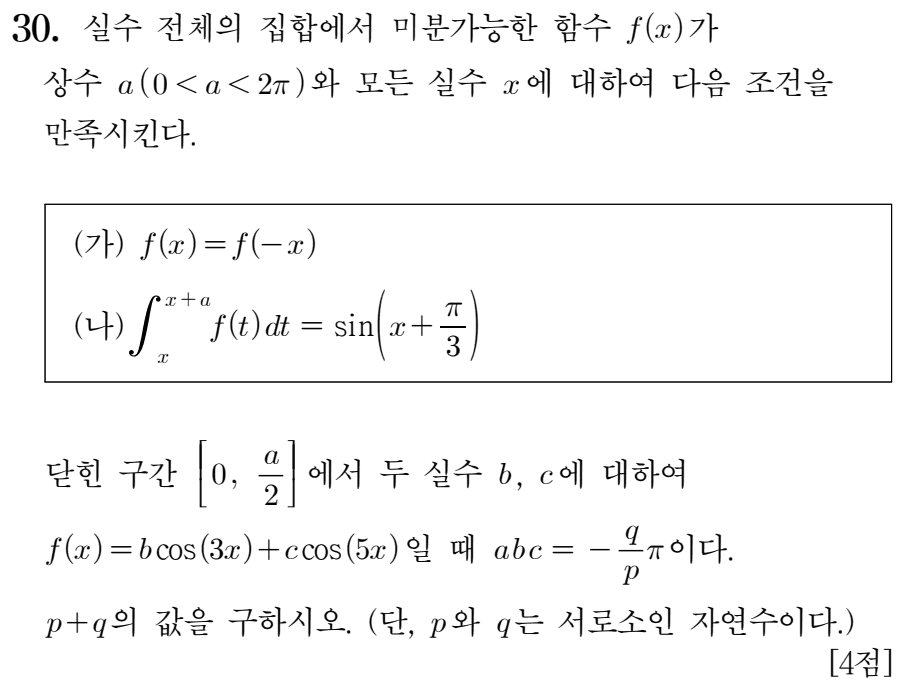 30. 실수 전체의 집합에서 미분가능한 함수 f(x)가
상수 a(0<a<2π)와 모든 실수 x에 대하여 다음 조건을
만족시킨다.
(가) f(x)=f(-x)
(나) ∫_x^{x+a} f(t)dt = sin(x+π/3)
닫힌 구간 [0, a/2]에서 두 실수 b, c에 대하여
f(x)=bcos(3x)+ccos(5x)일 때 abc = -q/p π이다.
p+q의 값을 구하시오. (단, p와 q는 서로소인 자연수이다.)
[4점]